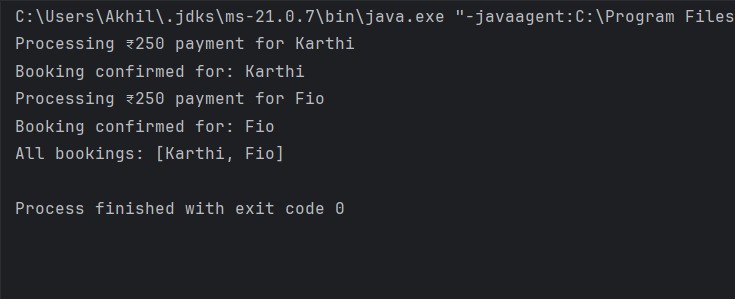 C:\Users\Akhil\.jdks\ms-21.0.7\bin\java.exe "-javaagent:C:\Program Files
Processing ₹250 payment for Karthi
Booking confirmed for: Karthi
Processing ₹250 payment for Fio
Booking confirmed for: Fio
All bookings: [Karthi, Fio]
Process finished with exit code 0